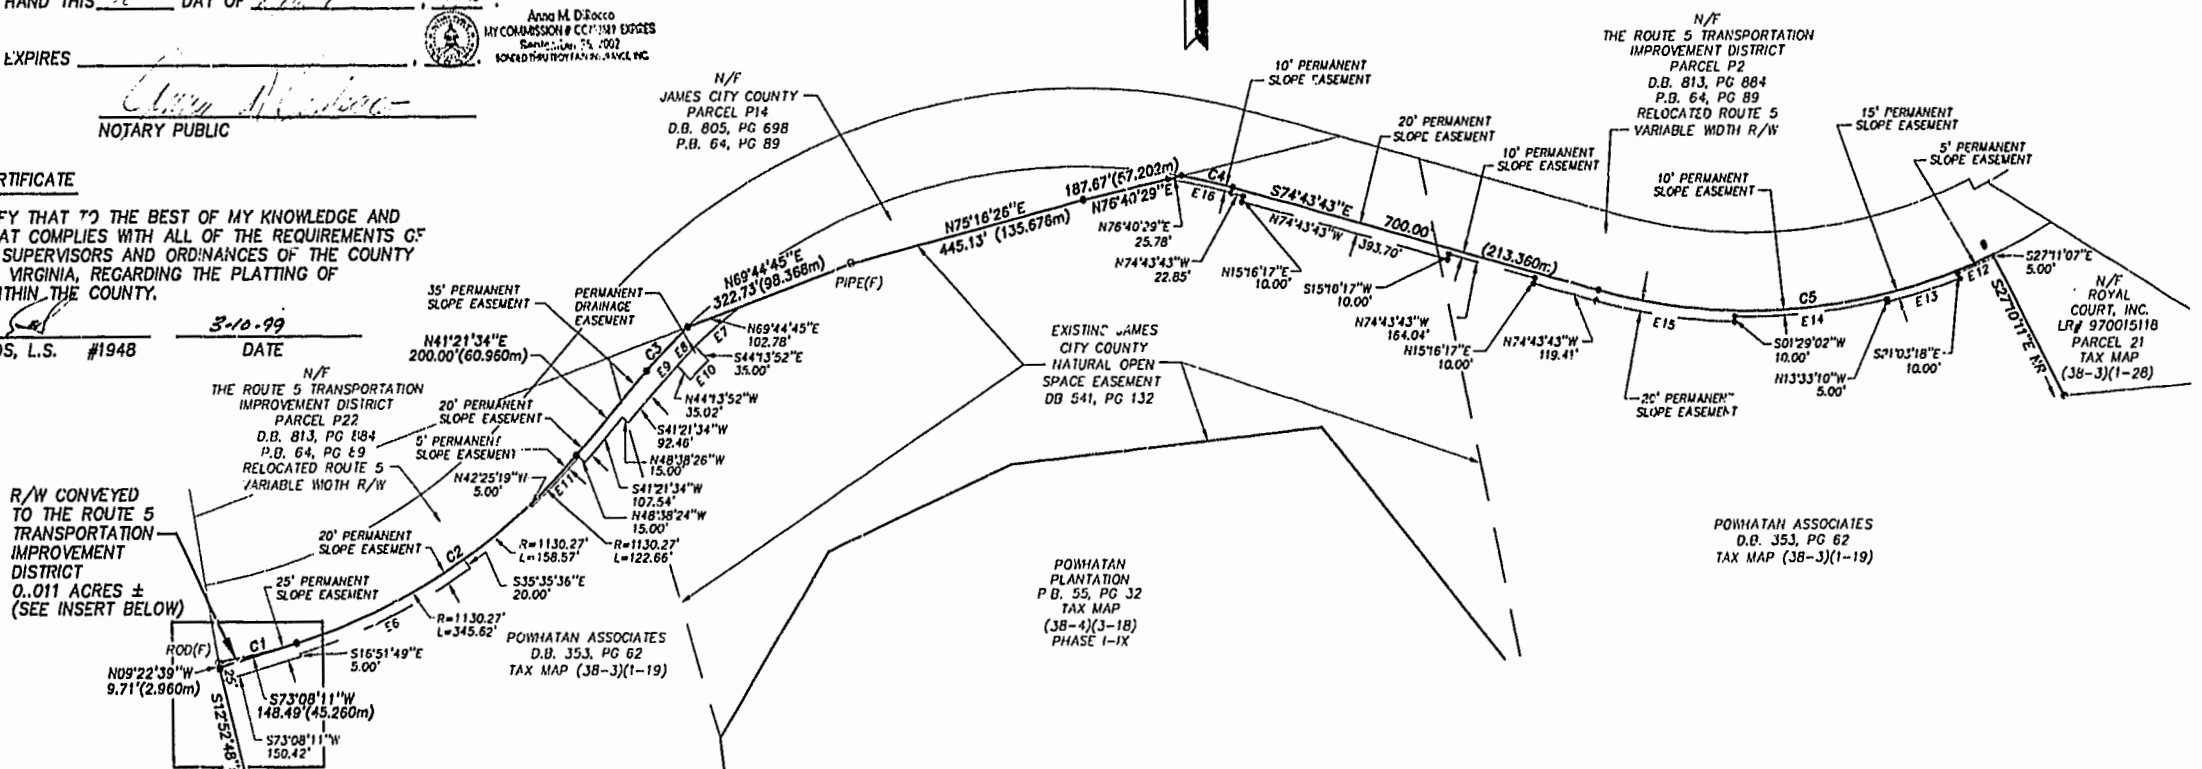 HAND THIS DAY OF
Anna M. DiRocco
MY COMMISSION # EXPIRES
2002
EXPIRES
NOTARY PUBLIC
RTIFICATE
FY THAT TO THE BEST OF MY KNOWLEDGE AND
AT COMPLIES WITH ALL OF THE REQUIREMENTS OF
SUPERVISORS AND ORDINANCES OF THE COUNTY
VIRGINIA, REGARDING THE PLATTING OF
ITHIN THE COUNTY.
3-10-99
OS, L.S. #1948 DATE
N/F
JAMES CITY COUNTY
PARCEL P14
D.B. 805, PG 698
P.B. 64, PG 89
N/F
THE ROUTE 5 TRANSPORTATION
IMPROVEMENT DISTRICT
PARCEL P2
D.B. 813, PG 884
P.B. 64, PG 89
RELOCATED ROUTE 5
VARIABLE WIDTH R/W
10' PERMANENT
SLOPE EASEMENT
20' PERMANENT
SLOPE EASEMENT
10' PERMANENT
SLOPE EASEMENT
10' PERMANENT
SLOPE EASEMENT
15' PERMANENT
SLOPE EASEMENT
5' PERMANENT
SLOPE EASEMENT
187.67'(57.202m)
N76°40'29"E
C4
E16
S74°43'43"E
700.00'
(213.360m)
N74°43'43"W
393.70'
N76°40'29"E
25.78'
N74°43'43"W
22.85'
N15°16'17"E
10.00'
S15°16'17"W
10.00'
N74°43'43"W
164.04'
N15°16'17"E
10.00'
N74°43'43"W
119.41'
E15
C5
E14
E13
E12
S27°11'07"E
5.00'
S27°10'11"E NR
S01°29'02"W
10.00'
N13°33'10"W
5.00'
S21°03'18"E
10.00'
20' PERMANENT
SLOPE EASEMENT
N/F
ROYAL
COURT, INC.
LR# 970015118
PARCEL 21
TAX MAP
(38-3)(1-28)
N75°16'26"E
445.13' (135.676m)
N69°44'45"E
322.73'(98.368m)
PIPE(F)
35' PERMANENT
SLOPE EASEMENT
PERMANENT
DRAINAGE
EASEMENT
N41°21'34"E
200.00'(60.960m)
C3
E9
E8
E7
E10
N69°44'45"E
102.78'
S44°13'52"E
35.00'
N44°13'52"W
35.02'
S41°21'34"W
92.46'
N48°38'26"W
15.00'
S41°21'34"W
107.54'
N48°38'24"W
15.00'
R=1130.27'
L=122.66'
EXISTING JAMES
CITY COUNTY
NATURAL OPEN
SPACE EASEMENT
DB 541, PG 132
N/F
THE ROUTE 5 TRANSPORTATION
IMPROVEMENT DISTRICT
PARCEL P22
D.B. 813, PG 884
P.B. 64, PG 89
RELOCATED ROUTE 5
VARIABLE WIDTH R/W
20' PERMANENT
SLOPE EASEMENT
5' PERMANENT
SLOPE EASEMENT
N42°25'19"W
5.00'
E11
R/W CONVEYED
TO THE ROUTE 5
TRANSPORTATION
IMPROVEMENT
DISTRICT
0.011 ACRES ±
(SEE INSERT BELOW)
20' PERMANENT
SLOPE EASEMENT
25' PERMANENT
SLOPE EASEMENT
C2
R=1130.27'
L=158.57'
S35°35'36"E
20.00'
R=1130.27'
L=345.62'
E6
ROD(F)
C1
S16°51'49"E
5.00'
N09°22'39"W
9.71'(2.960m)
25'
S73°08'11"W
148.49'(45.260m)
S73°08'11"W
150.42'
S12°52'48"
POWHATAN ASSOCIATES
D.B. 353, PG 62
TAX MAP (38-3)(1-19)
POWHATAN
PLANTATION
P.B. 55, PG 32
TAX MAP
(38-4)(3-18)
PHASE I-IX
POWHATAN ASSOCIATES
D.B. 353, PG 62
TAX MAP (38-3)(1-19)